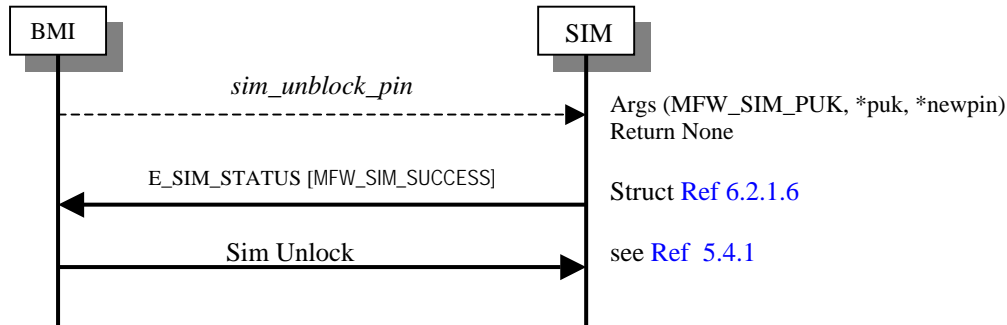 BMI
SIM
sim_unblock_pin
Args (MFW_SIM_PUK, *puk, *newpin)
Return None
E_SIM_STATUS [MFW_SIM_SUCCESS]
Struct Ref 6.2.1.6
Sim Unlock
see Ref 5.4.1